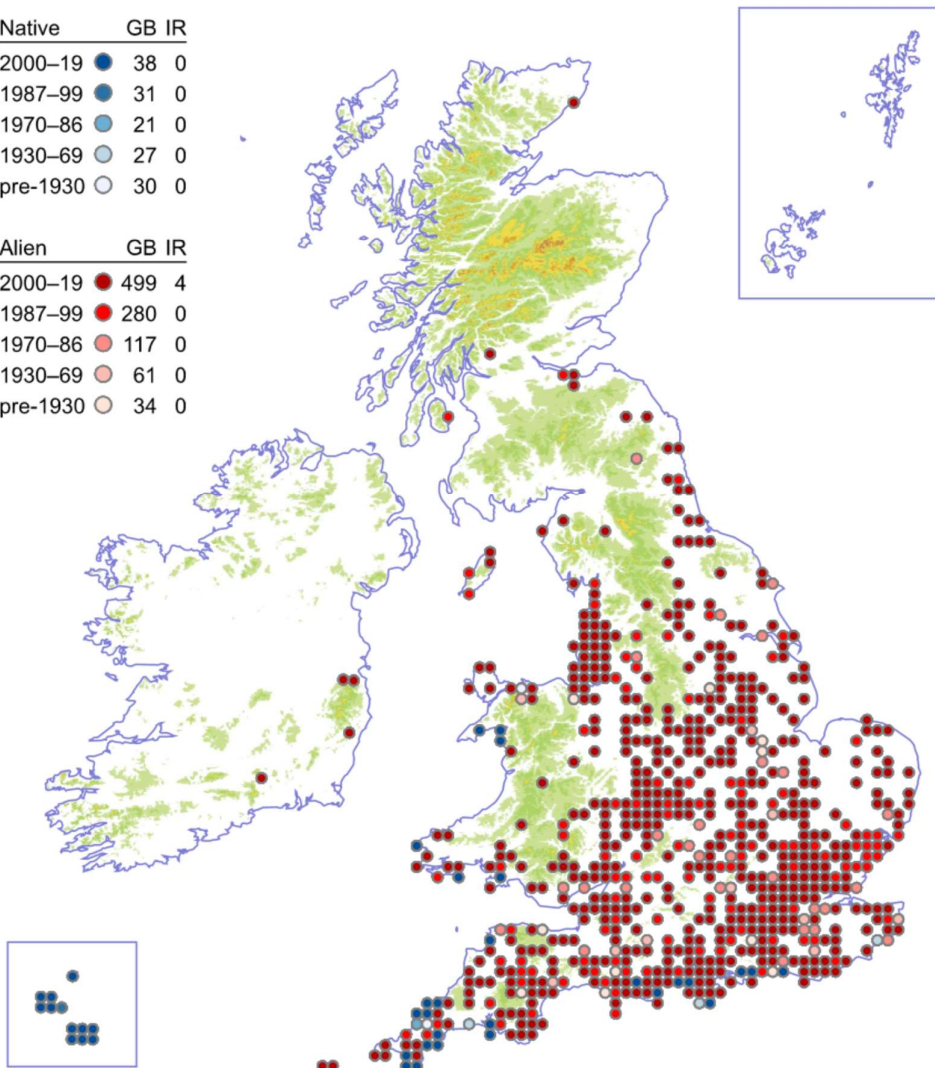 Native GB IR
2000–19 38 0
1987–99 31 0
1970–86 21 0
1930–69 27 0
pre-1930 30 0
Alien GB IR
2000–19 499 4
1987–99 280 0
1970–86 117 0
1930–69 61 0
pre-1930 34 0